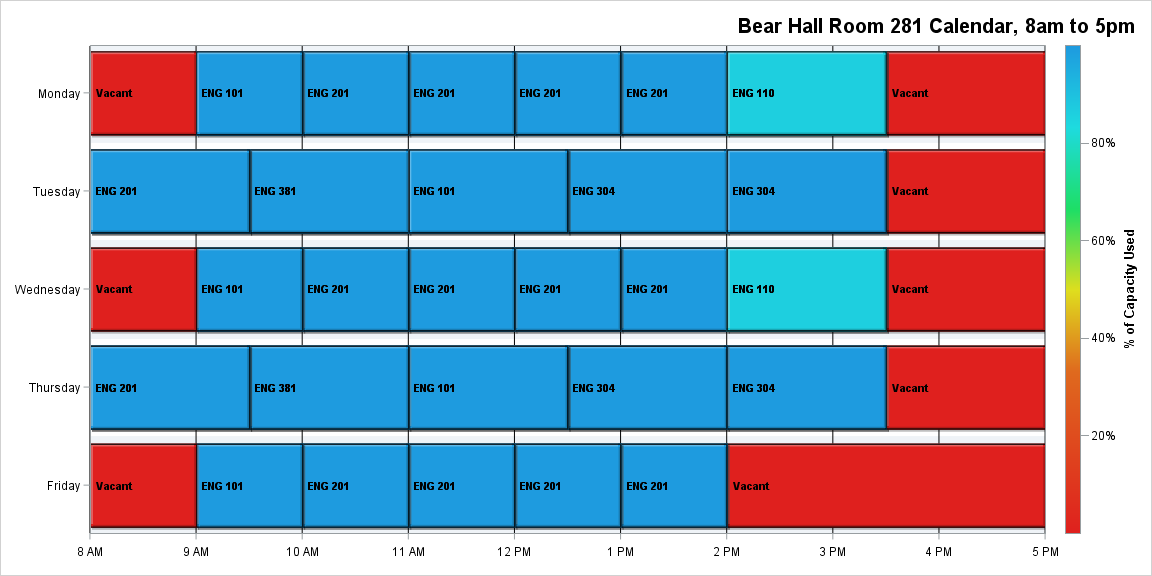 Bear Hall Room 281 Calendar, 8am to 5pm
Monday
Vacant ENG 101 ENG 201 ENG 201 ENG 201 ENG 201 ENG 110 Vacant
Tuesday
ENG 201 ENG 381 ENG 101 ENG 304 ENG 304 Vacant
Wednesday
Vacant ENG 101 ENG 201 ENG 201 ENG 201 ENG 201 ENG 110 Vacant
Thursday
ENG 201 ENG 381 ENG 101 ENG 304 ENG 304 Vacant
Friday
Vacant ENG 101 ENG 201 ENG 201 ENG 201 ENG 201 Vacant
8 AM 9 AM 10 AM 11 AM 12 PM 1 PM 2 PM 3 PM 4 PM 5 PM
80%
60%
40%
20%
% of Capacity Used